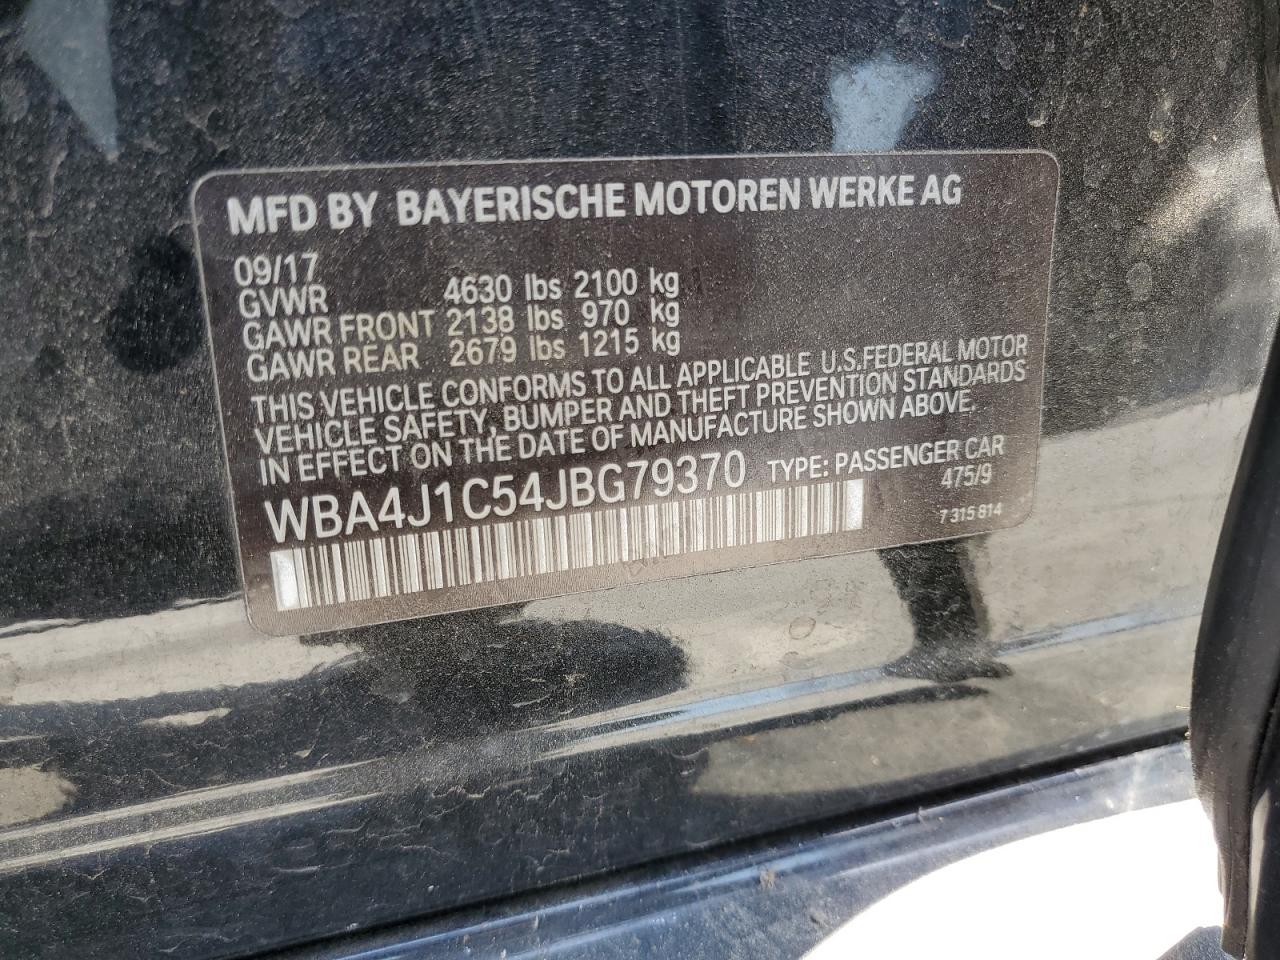 MFD BY BAYERISCHE MOTOREN WERKE AG
09/17
GVWR 4630 lbs 2100 kg
GAWR FRONT 2138 lbs 970 kg
GAWR REAR 2679 lbs 1215 kg
THIS VEHICLE CONFORMS TO ALL APPLICABLE U.S.FEDERAL MOTOR
VEHICLE SAFETY, BUMPER AND THEFT PREVENTION STANDARDS
IN EFFECT ON THE DATE OF MANUFACTURE SHOWN ABOVE.
WBA4J1C54JBG79370 TYPE: PASSENGER CAR
475/9
7 315 814